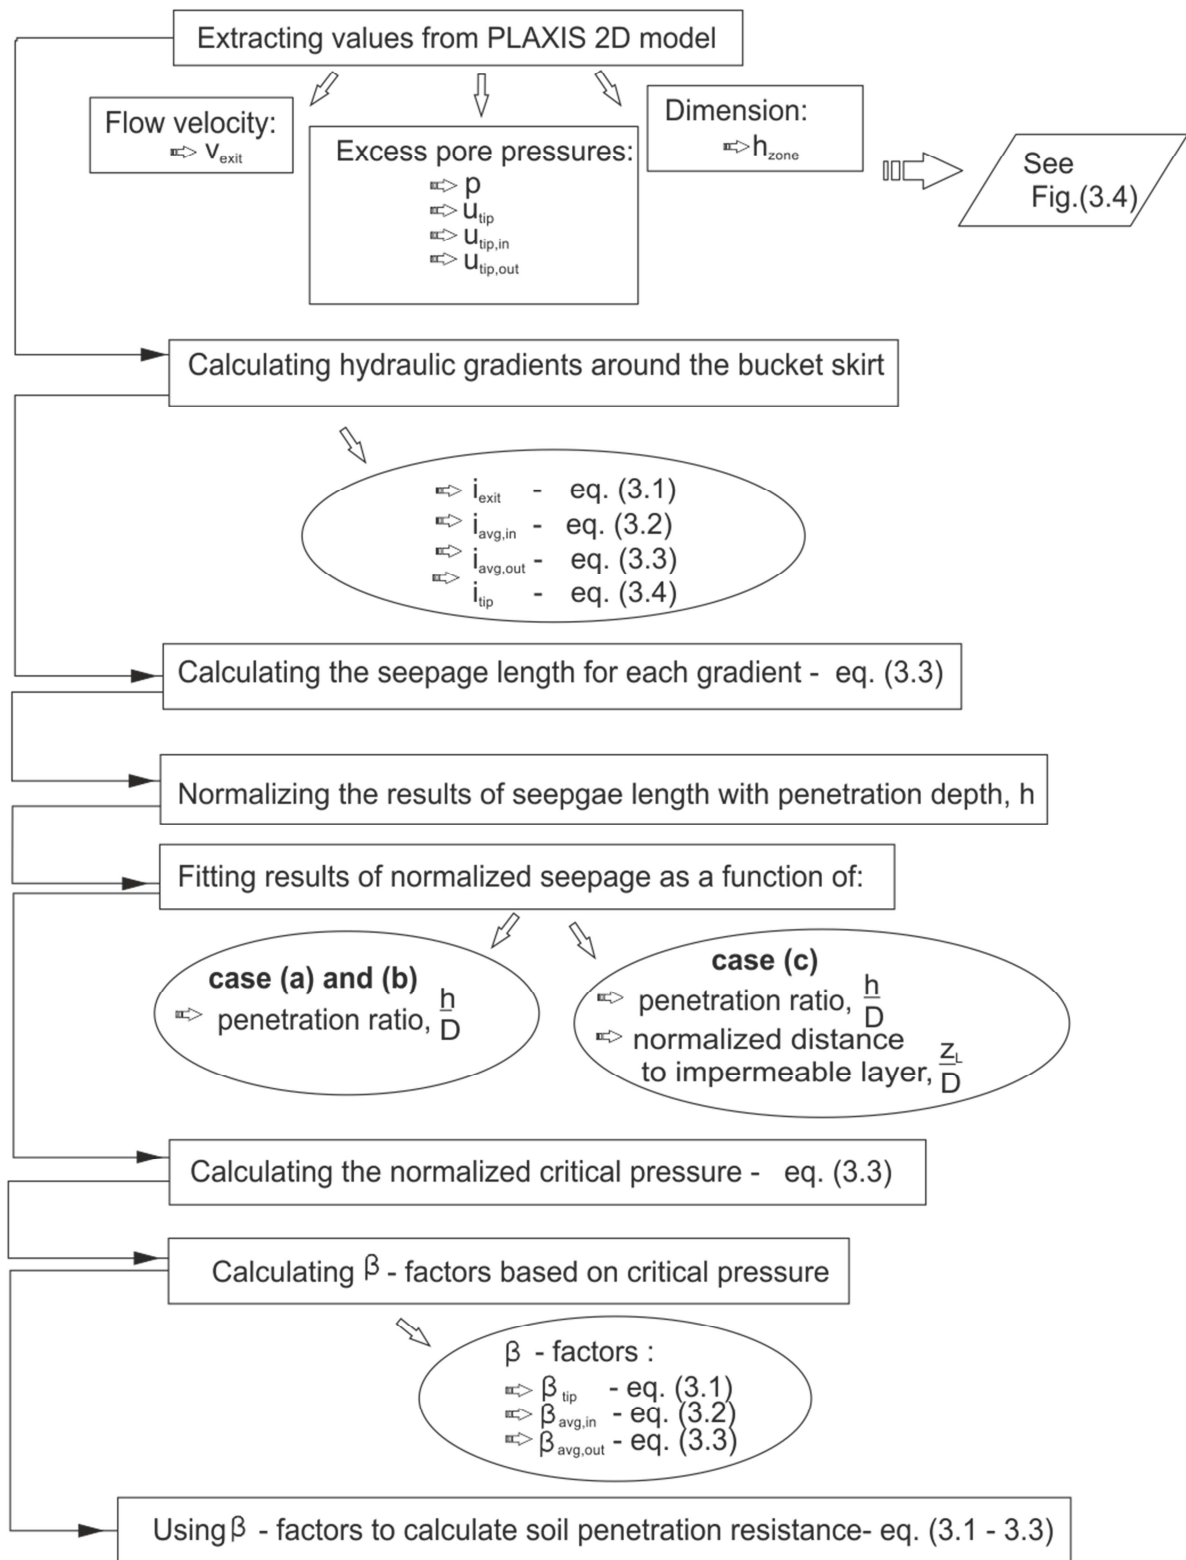 Extracting values from PLAXIS 2D model
Flow velocity:
v_exit
Excess pore pressures:
p
u_tip
u_tip,in
u_tip,out
Dimension:
h_zone
See
Fig.(3.4)
Calculating hydraulic gradients around the bucket skirt
i_exit - eq. (3.1)
i_avg,in - eq. (3.2)
i_avg,out - eq. (3.3)
i_tip - eq. (3.4)
Calculating the seepage length for each gradient - eq. (3.3)
Normalizing the results of seepgae length with penetration depth, h
Fitting results of normalized seepage as a function of:
case (a) and (b)
penetration ratio, h/D
case (c)
penetration ratio, h/D
normalized distance
to impermeable layer, z_L/D
Calculating the normalized critical pressure - eq. (3.3)
Calculating β - factors based on critical pressure
β - factors :
β_tip - eq. (3.1)
β_avg,in - eq. (3.2)
β_avg,out - eq. (3.3)
Using β - factors to calculate soil penetration resistance- eq. (3.1 - 3.3)